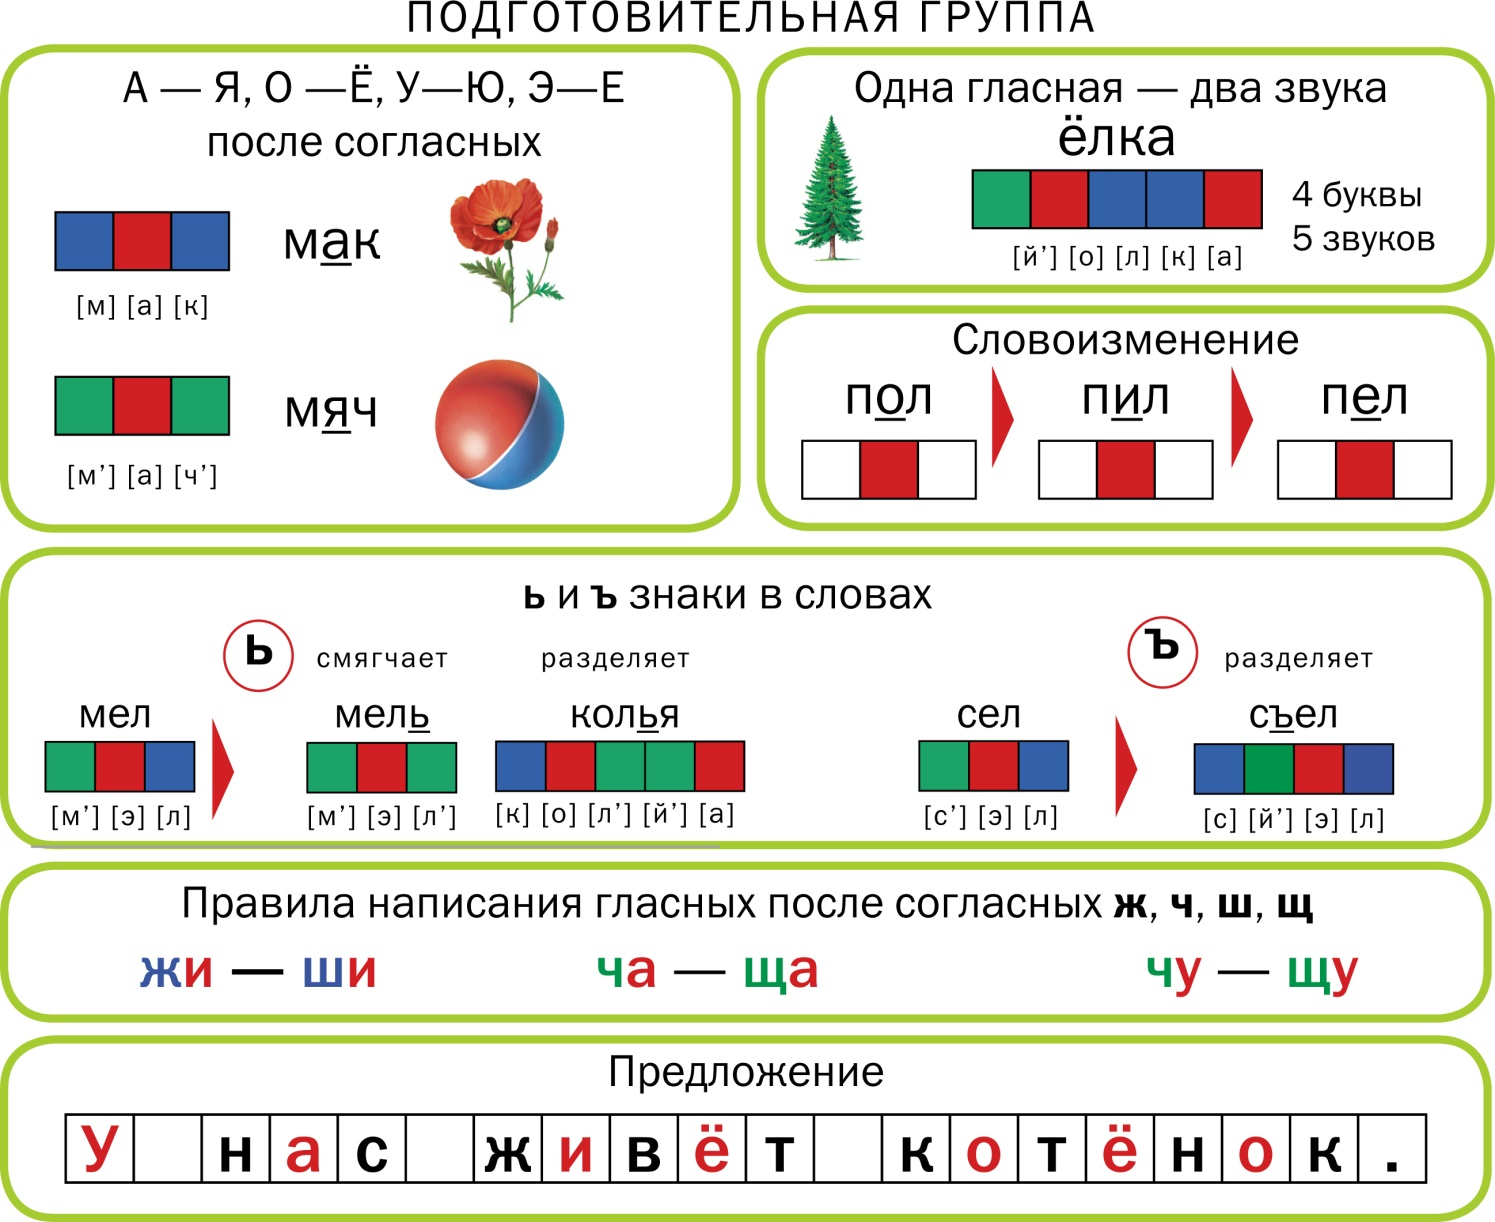 ПОДГОТОВИТЕЛЬНАЯ ГРУППА
А — Я, О —Ё, У—Ю, Э—Е
после согласных
мак
[м] [а] [к]
мяч
[м’] [а] [ч’]
Одна гласная — два звука
ёлка
4 буквы
5 звуков
[й’] [о] [л] [к] [а]
Словоизменение
пол пил пел
ь и ъ знаки в словах
ь смягчает разделяет ъ разделяет
мел мель колья сел съел
[м’] [э] [л] [м’] [э] [л’] [к] [о] [л’] [й’] [а] [с’] [э] [л] [с] [й’] [э] [л]
Правила написания гласных после согласных ж, ч, ш, щ
жи — ши ча — ща чу — щу
Предложение
У нас живёт котёнок.